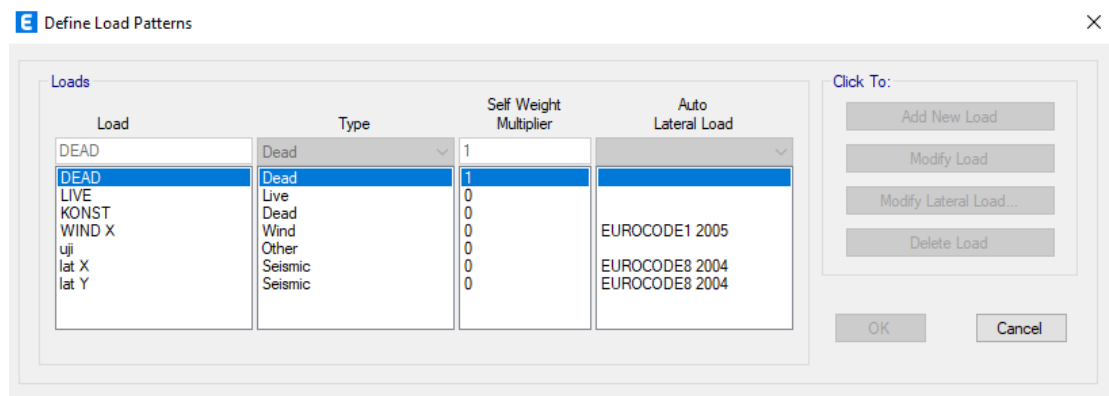 E Define Load Patterns
Loads
Click To:
Load Type Self Weight Multiplier Auto Lateral Load
DEAD Dead 1
DEAD Dead 1
LIVE Live 0
KONST Dead 0
WIND X Wind 0 EUROCODE1 2005
uji Other 0
lat X Seismic 0 EUROCODE8 2004
lat Y Seismic 0 EUROCODE8 2004
Add New Load
Modify Load
Modify Lateral Load...
Delete Load
OK Cancel